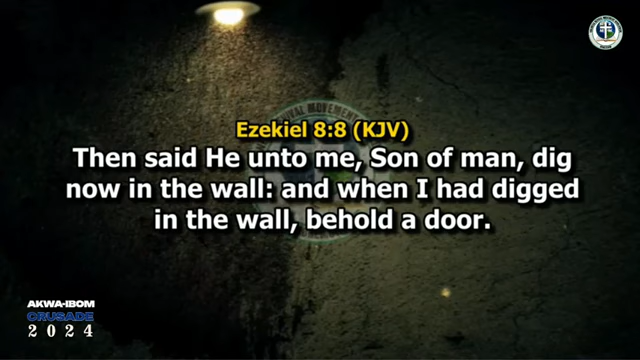 Ezekiel 8:8 (KJV)
Then said He unto me, Son of man, dig
now in the wall: and when I had digged
in the wall, behold a door.
AKWA-IBOM
CRUSADE
2024